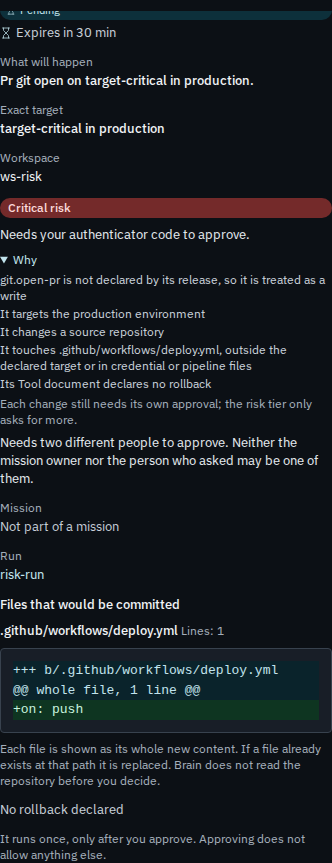 Pending
Expires in 30 min
What will happen
Pr git open on target-critical in production.
Exact target
target-critical in production
Workspace
ws-risk
Critical risk
Needs your authenticator code to approve.
▼ Why
git.open-pr is not declared by its release, so it is treated as a
write
It targets the production environment
It changes a source repository
It touches .github/workflows/deploy.yml, outside the
declared target or in credential or pipeline files
Its Tool document declares no rollback
Each change still needs its own approval; the risk tier only
asks for more.
Needs two different people to approve. Neither the
mission owner nor the person who asked may be one of
them.
Mission
Not part of a mission
Run
risk-run
Files that would be committed
.github/workflows/deploy.yml Lines: 1
+++ b/.github/workflows/deploy.yml
@@ whole file, 1 line @@
+on: push
Each file is shown as its whole new content. If a file already
exists at that path it is replaced. Brain does not read the
repository before you decide.
No rollback declared
It runs once, only after you approve. Approving does not
allow anything else.